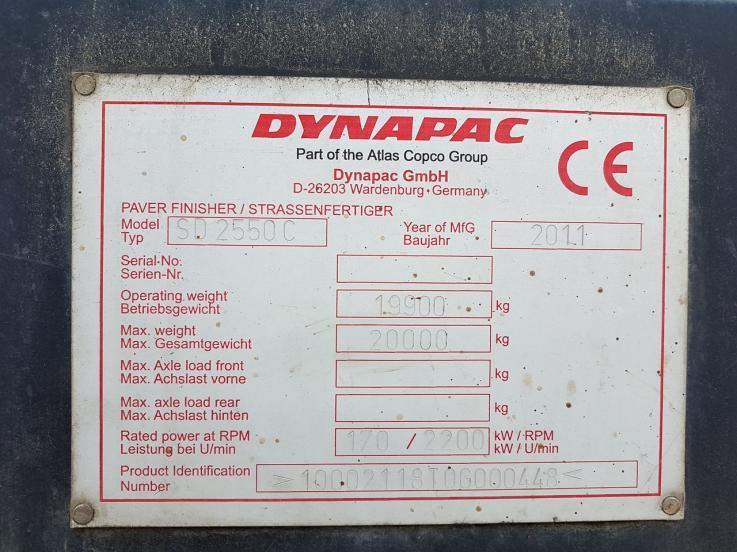 DYNAPAC
Part of the Atlas Copco Group
Dynapac GmbH
D-26203 Wardenburg·Germany
CE
PAVER FINISHER / STRASSENFERTIGER
Model Typ SD 2550 C Year of MfG Baujahr 2011
Serial-No.
Serien-Nr.
Operating weight
Betriebsgewicht 19900 kg
Max. weight
Max. Gesamtgewicht 20000 kg
Max. Axle load front
Max. Achslast vorne kg
Max. axle load rear
Max. Achslast hinten kg
Rated power at RPM 170 / 2200 kW / RPM
Leistung bei U/min kW / U/min
Product Identification
Number >10002118T0G000448<